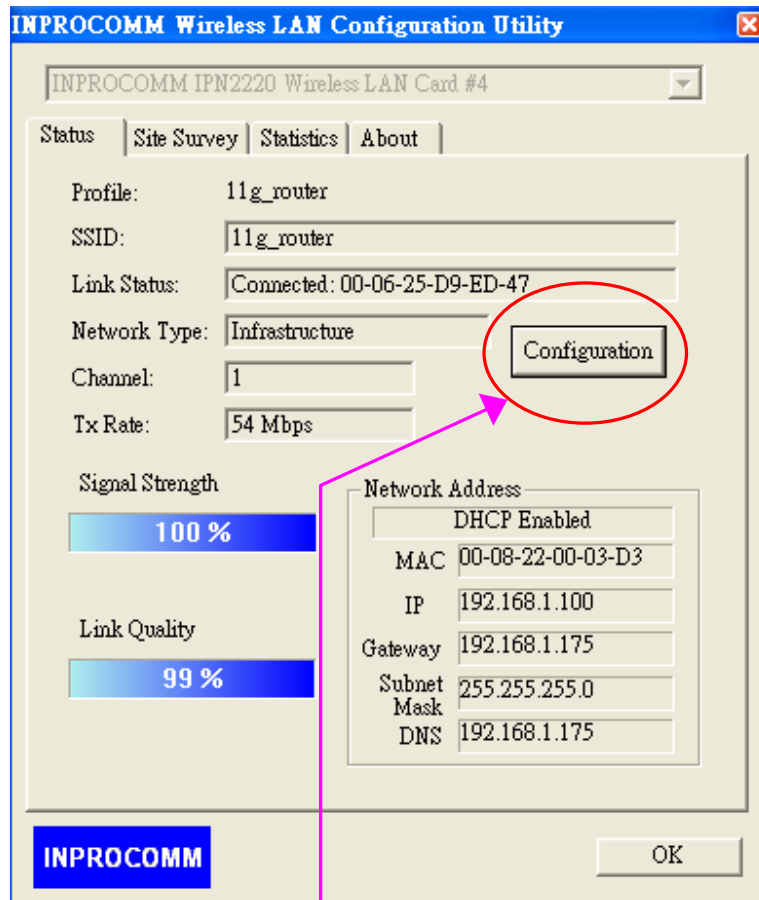 INPROCOMM Wireless LAN Configuration Utility
INPROCOMM IPN2220 Wireless LAN Card #4
Status Site Survey Statistics About
Profile: 11g_router
SSID: 11g_router
Link Status: Connected: 00-06-25-D9-ED-47
Network Type: Infrastructure
Configuration
Channel: 1
Tx Rate: 54 Mbps
Signal Strength
100 %
Link Quality
99 %
Network Address
DHCP Enabled
MAC 00-08-22-00-03-D3
IP 192.168.1.100
Gateway 192.168.1.175
Subnet Mask 255.255.255.0
DNS 192.168.1.175
INPROCOMM
OK